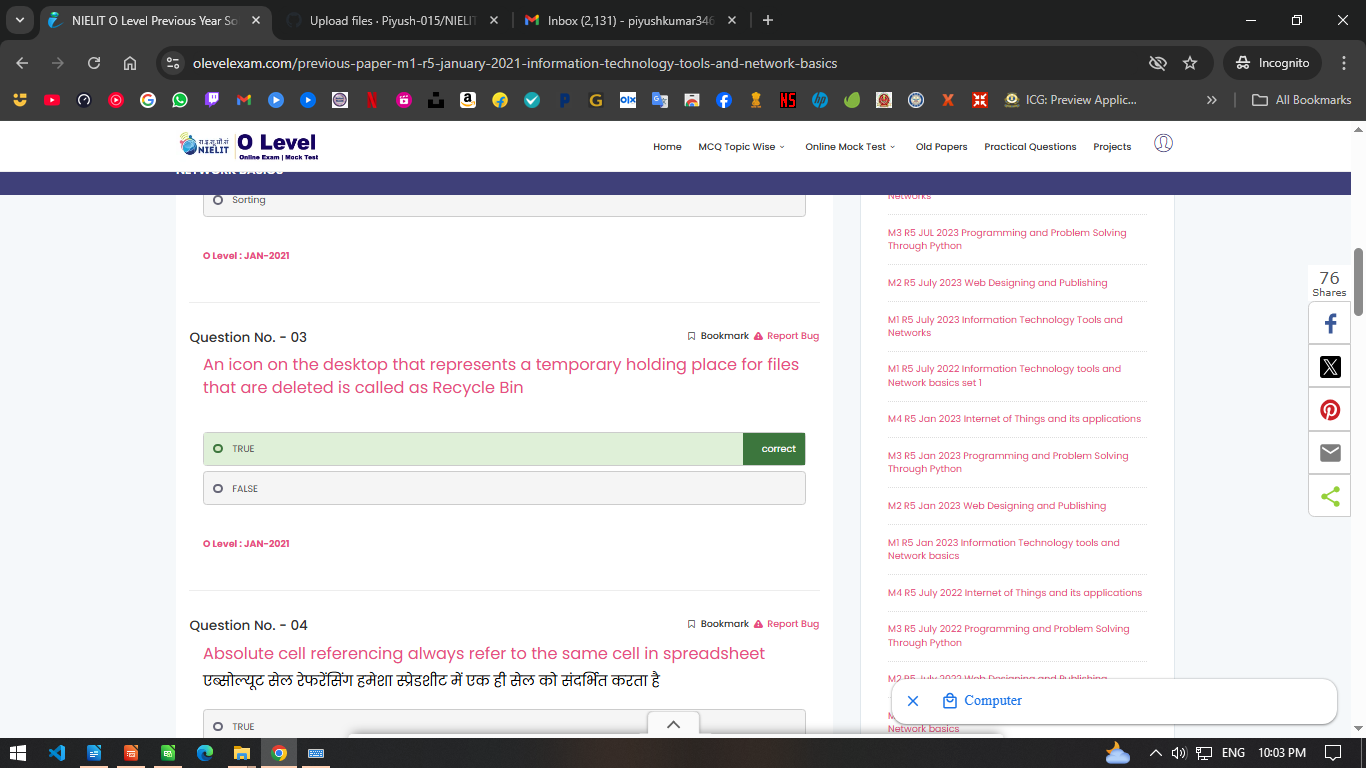 NIELIT O Level Previous Year So
Upload files · Piyush-015/NIELIT
Inbox (2,131) - piyushkumar346
olevelexam.com/previous-paper-m1-r5-january-2021-information-technology-tools-and-network-basics
Incognito
ICG: Preview Applic...
All Bookmarks
NIELIT
O Level
Online Exam | Mock Test
Home
MCQ Topic Wise
Online Mock Test
Old Papers
Practical Questions
Projects
NETWORK BASICS
Sorting
O Level : JAN-2021
Question No. - 03
Bookmark
Report Bug
An icon on the desktop that represents a temporary holding place for files
that are deleted is called as Recycle Bin
TRUE
correct
FALSE
O Level : JAN-2021
Question No. - 04
Bookmark
Report Bug
Absolute cell referencing always refer to the same cell in spreadsheet
एब्सोल्यूट सेल रेफरेंसिंग हमेशा स्प्रेडशीट में एक ही सेल को संदर्भित करता है
TRUE
Networks
M3 R5 JUL 2023 Programming and Problem Solving
Through Python
M2 R5 July 2023 Web Designing and Publishing
M1 R5 July 2023 Information Technology Tools and
Networks
M1 R5 July 2022 Information Technology tools and
Network basics set 1
M4 R5 Jan 2023 Internet of Things and its applications
M3 R5 Jan 2023 Programming and Problem Solving
Through Python
M2 R5 Jan 2023 Web Designing and Publishing
M1 R5 Jan 2023 Information Technology tools and
Network basics
M4 R5 July 2022 Internet of Things and its applications
M3 R5 July 2022 Programming and Problem Solving
Through Python
M2 R5 July 2022 Web Designing and Publishing
Network basics
Computer
76
Shares
ENG
10:03 PM